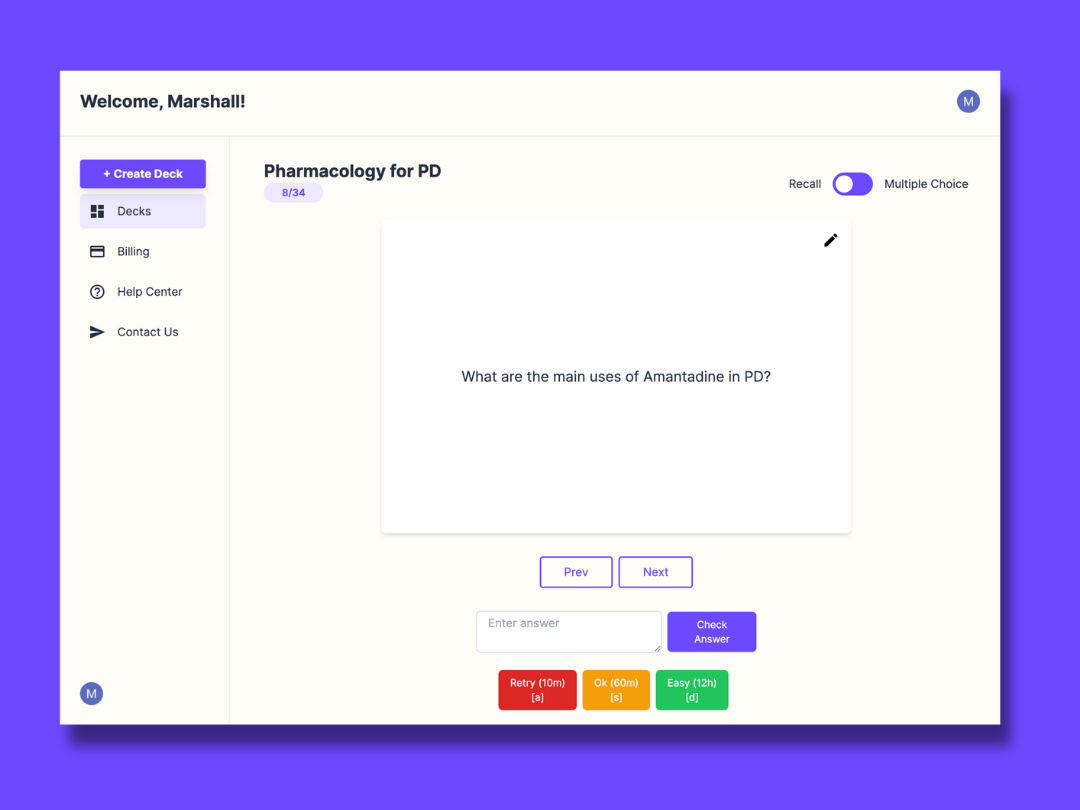 Welcome, Marshall!
M
+ Create Deck
Decks
Billing
Help Center
Contact Us
M
Pharmacology for PD
8/34
Recall
Multiple Choice
What are the main uses of Amantadine in PD?
Prev
Next
Enter answer
Check
Answer
Retry (10m)
[a]
Ok (60m)
[s]
Easy (12h)
[d]